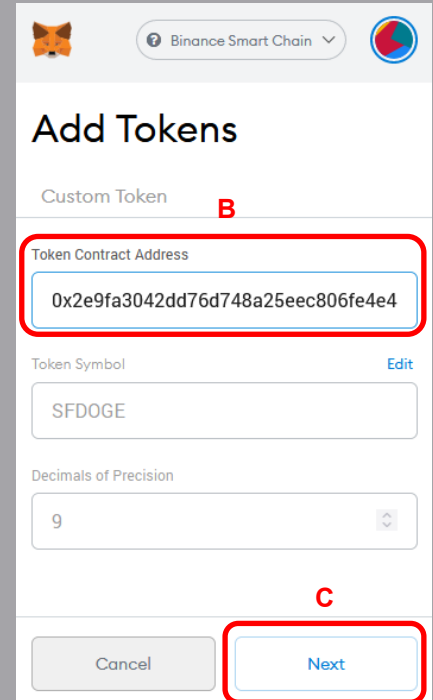 Binance Smart Chain
Add Tokens
Custom Token
B
Token Contract Address
0x2e9fa3042dd76d748a25eec806fe4e4
Token Symbol Edit
SFDOGE
Decimals of Precision
9
C
Cancel Next